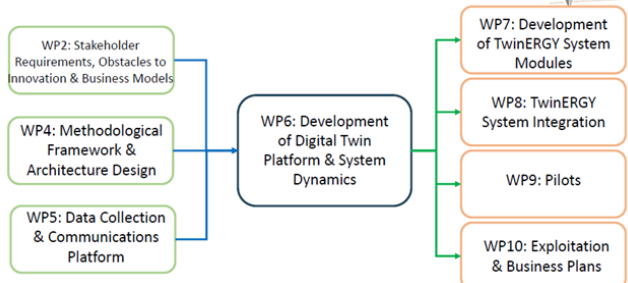 WP2: Stakeholder
Requirements, Obstacles to
Innovation & Business Models
WP4: Methodological
Framework &
Architecture Design
WP5: Data Collection
& Communications
Platform
WP6: Development
of Digital Twin
Platform & System
Dynamics
WP7: Development
of TwinERGY System
Modules
WP8: TwinERGY
System Integration
WP9: Pilots
WP10: Exploitation
& Business Plans